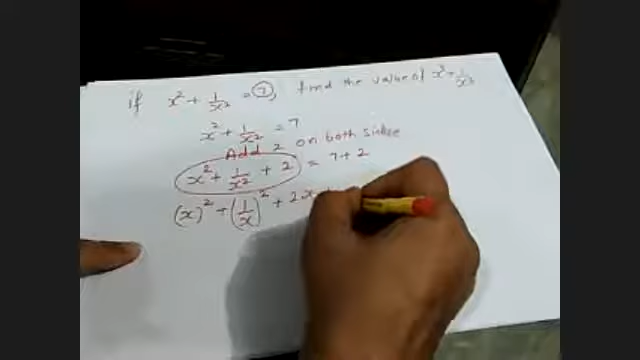 if x² + 1/x² = 7, find the value of x³ + 1/x³
x² + 1/x² = 7
Add 2 on both sides
x² + 1/x² + 2 = 7 + 2
(x)² + (1/x)² + 2x